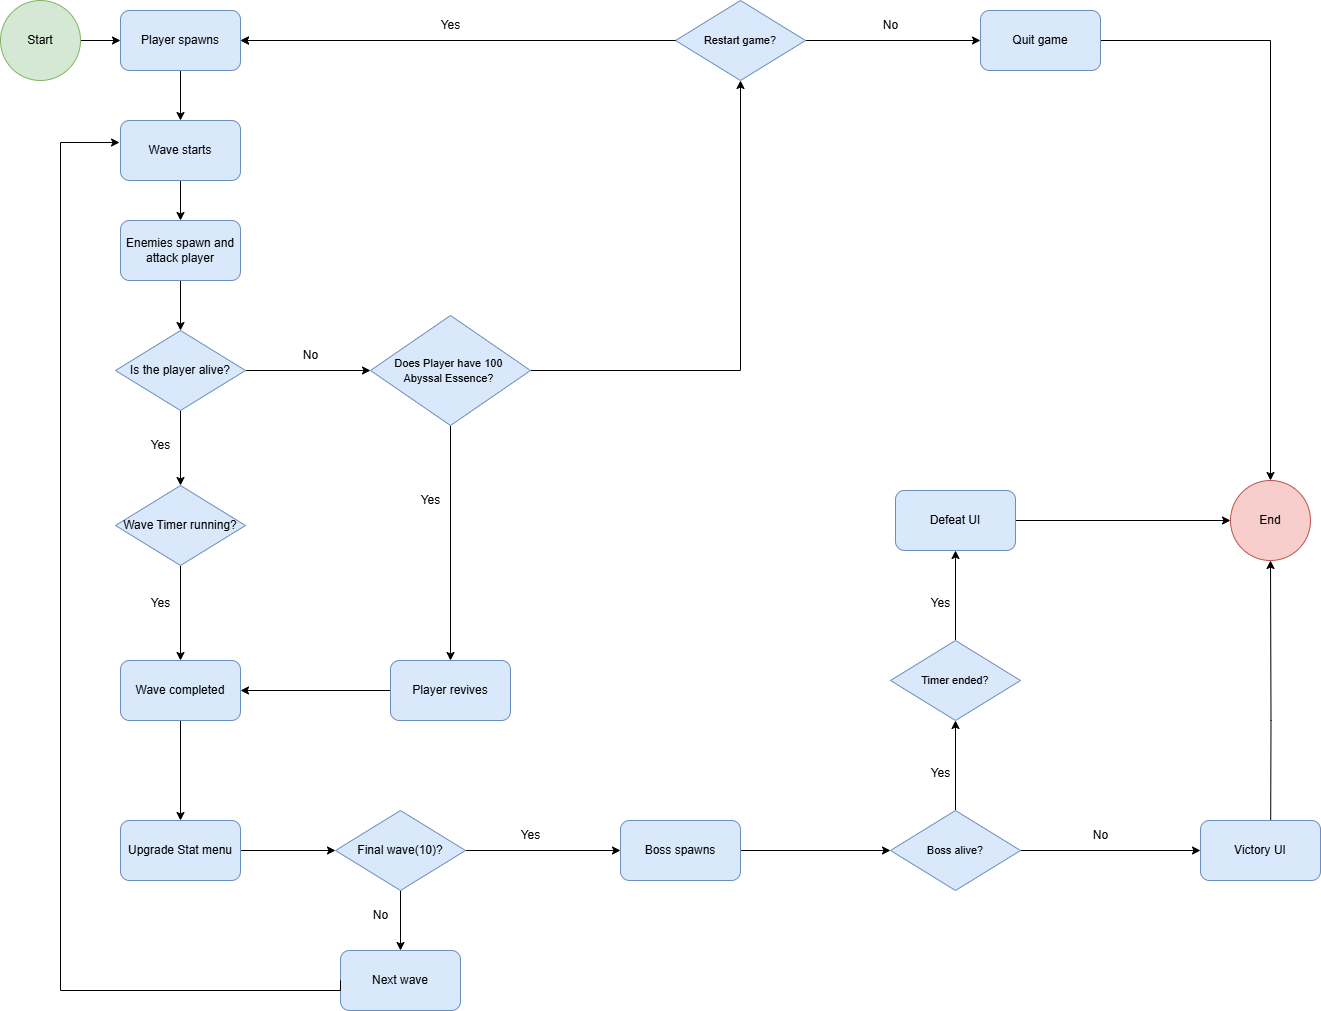 Start
Player spawns
Yes
Restart game?
No
Quit game
Wave starts
Enemies spawn and
attack player
Is the player alive?
No
Does Player have 100
Abyssal Essence?
Yes
Yes
Wave Timer running?
Defeat UI
End
Yes
Yes
Timer ended?
Wave completed
Player revives
Yes
Upgrade Stat menu
Final wave(10)?
Yes
Boss spawns
Boss alive?
No
Victory UI
No
Next wave